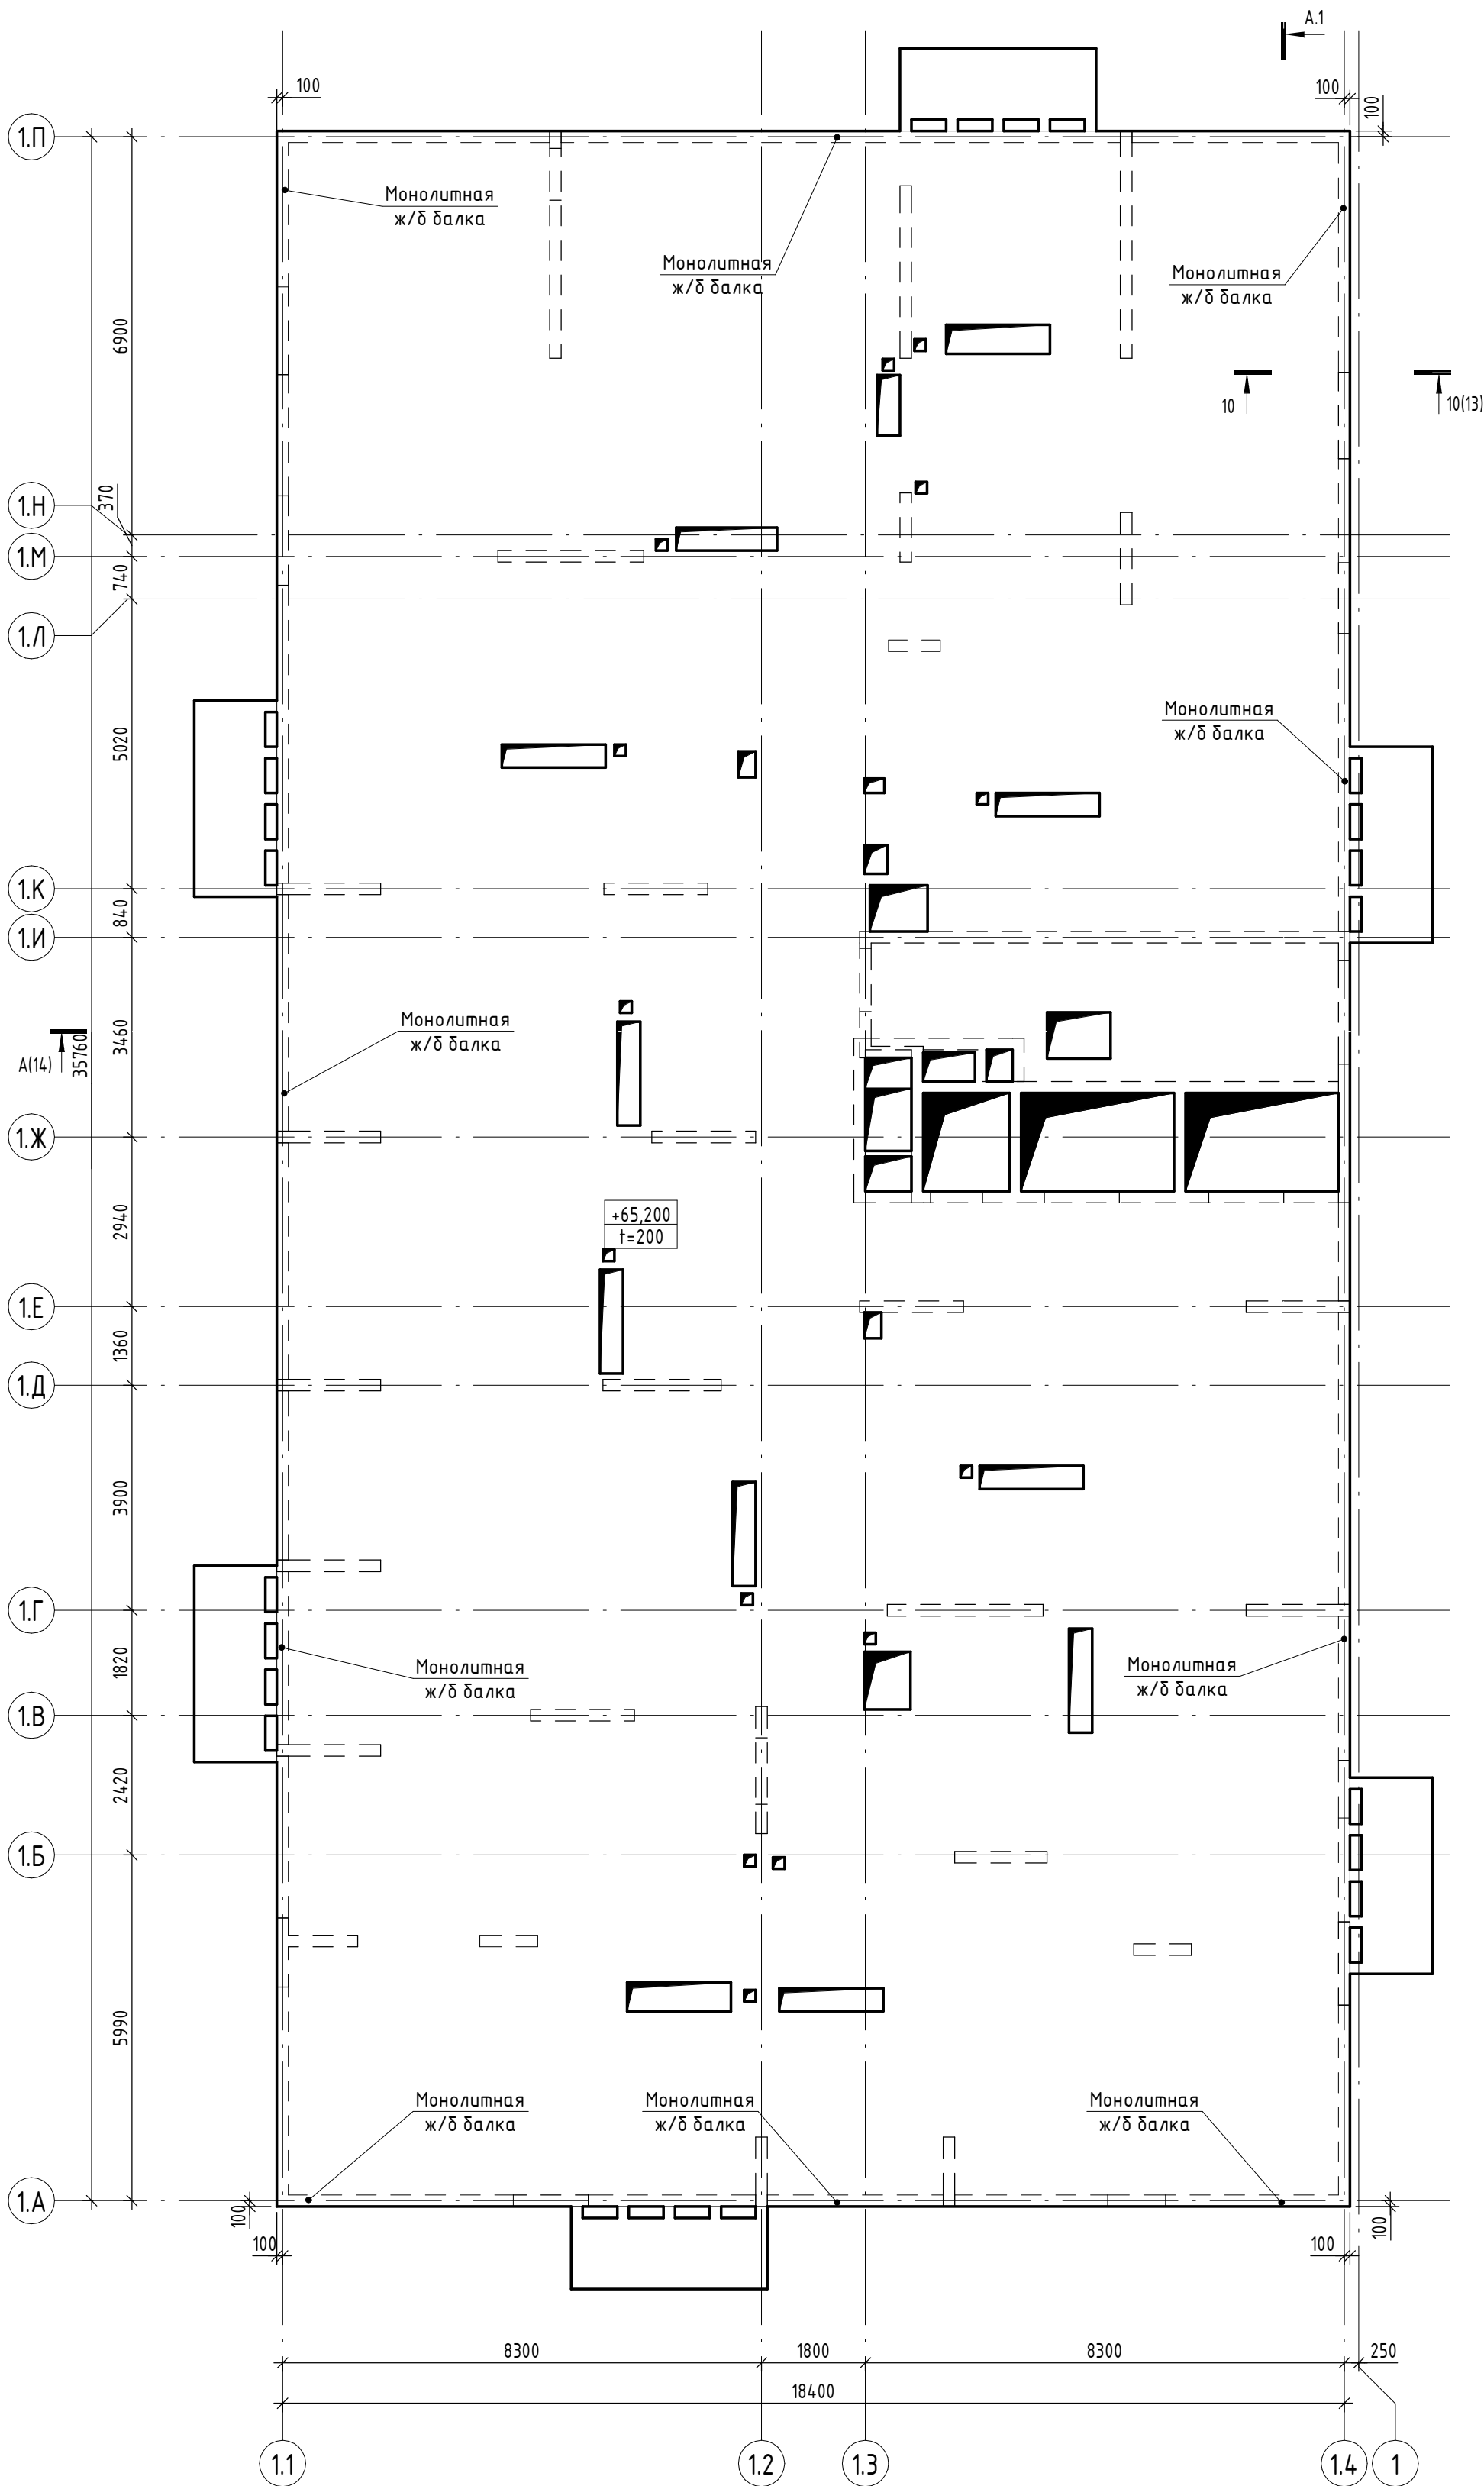 А.1
100
100
100
1.П
Монолитная
ж/б балка
Монолитная
ж/б балка
Монолитная
ж/б балка
6900
10
10(13)
370
1.Н
1.М
740
1.Л
5020
Монолитная
ж/б балка
1.К
840
1.И
3460
Монолитная
ж/б балка
А(14)
35760
1.Ж
2940
+65,200
t=200
1.Е
1360
1.Д
3900
1.Г
1820
Монолитная
ж/б балка
Монолитная
ж/б балка
1.В
2420
1.Б
5990
Монолитная
ж/б балка
Монолитная
ж/б балка
Монолитная
ж/б балка
1.А
100
100
100
100
8300
1800
8300
250
18400
1.1
1.2
1.3
1.4
1